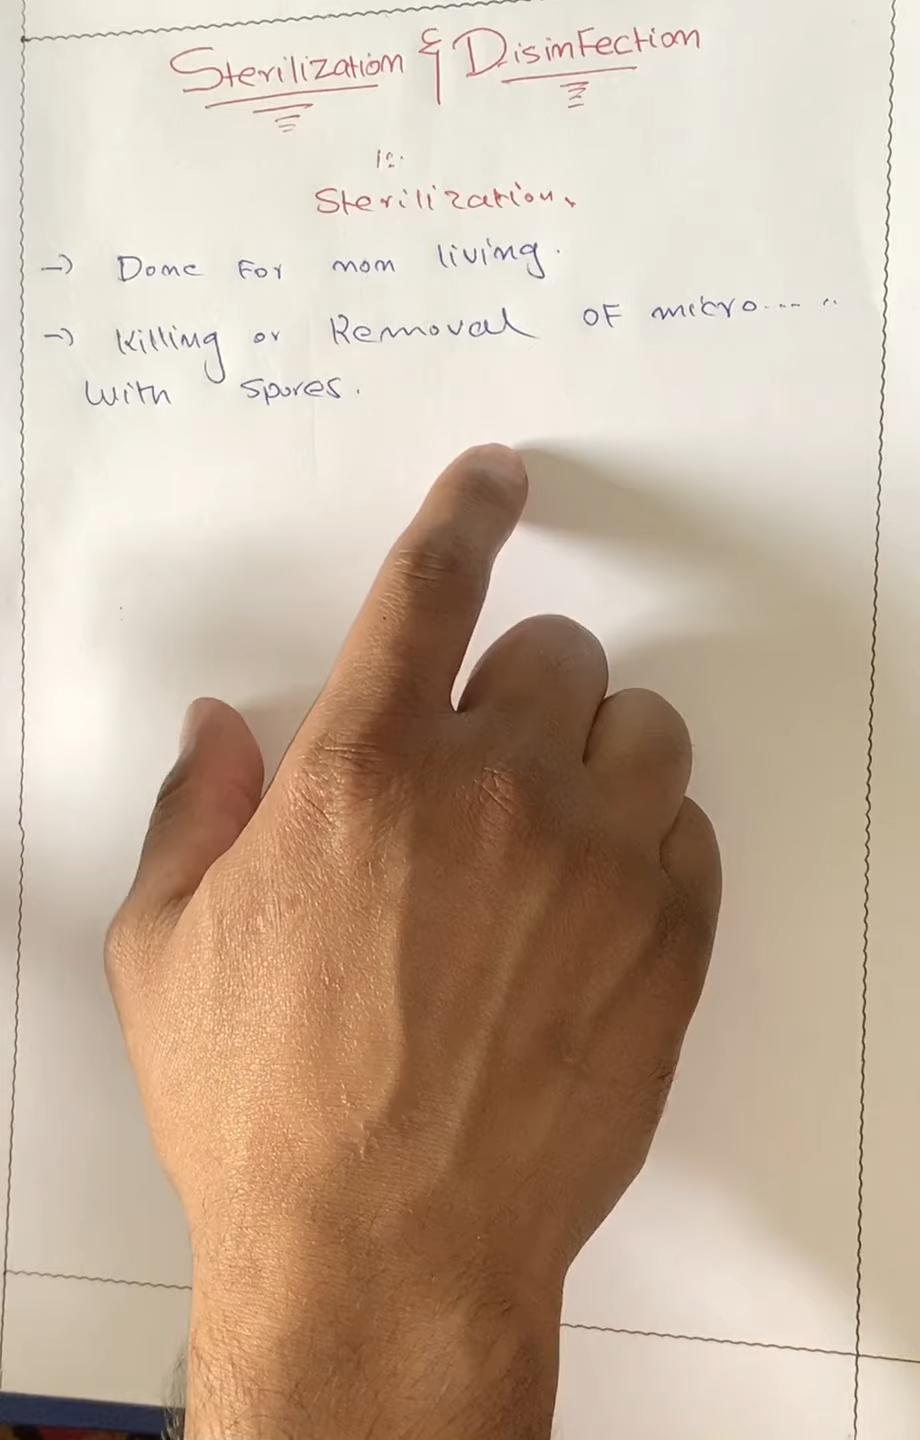 Sterilization & Disinfection
1:-
Sterilization.
→ Done For non living.
→ Killing or Removal OF micro.... ..
with spores.